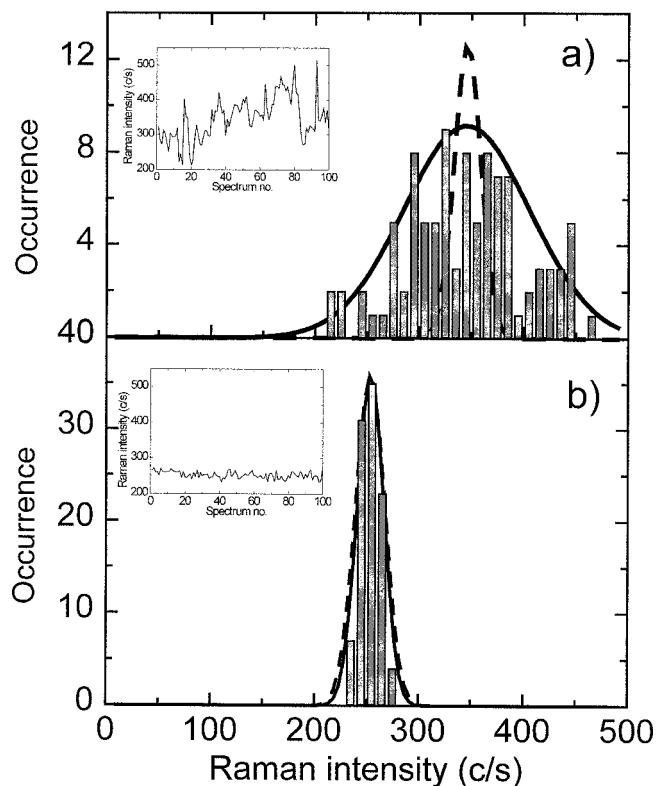 12
a)
500
400
300
200
Raman intensity (c/s)
0 20 40 60 80 100
Spectrum no.
8
4
Occurrence
40
b)
500
400
300
200
Raman intensity (c/s)
0 20 40 60 80 100
Spectrum no.
30
20
10
0
Occurrence
0 100 200 300 400 500
Raman intensity (c/s)